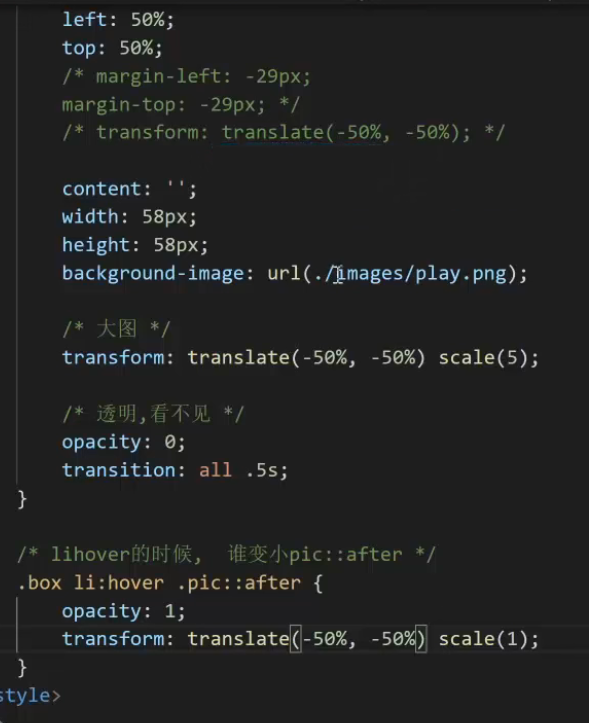 left: 50%;
top: 50%;
/* margin-left: -29px;
margin-top: -29px; */
/* transform: translate(-50%, -50%); */
content: '';
width: 58px;
height: 58px;
background-image: url(./images/play.png);
/* 大图 */
transform: translate(-50%, -50%) scale(5);
/* 透明,看不见 */
opacity: 0;
transition: all .5s;
}
/* lihover的时候, 谁变小pic::after */
.box li:hover .pic::after {
opacity: 1;
transform: translate(-50%, -50%) scale(1);
}
style>